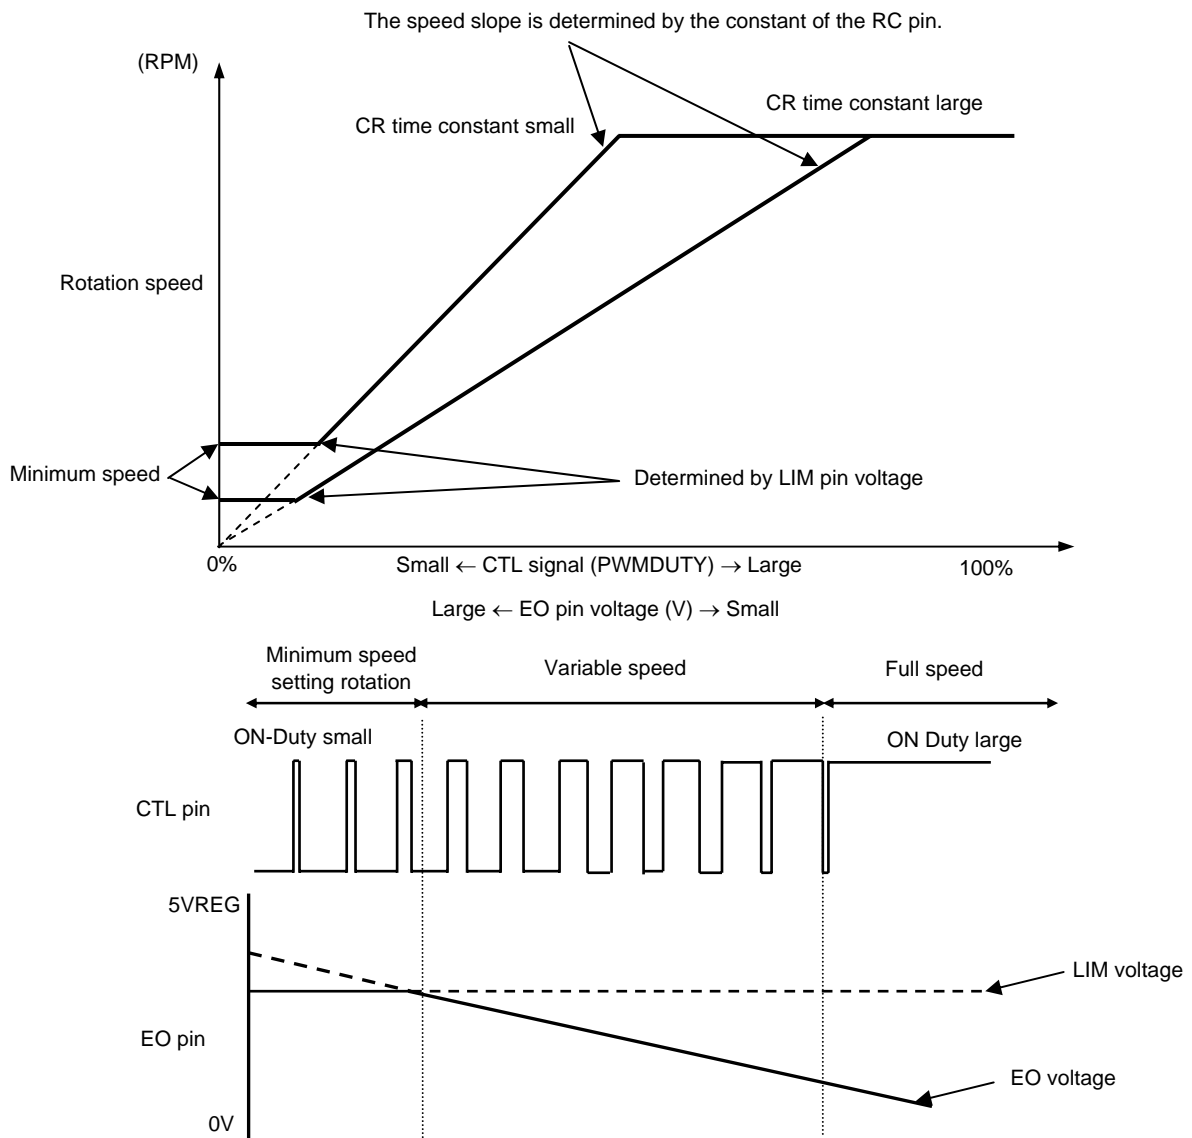 The speed slope is determined by the constant of the RC pin.
(RPM)
CR time constant large
CR time constant small
Rotation speed
Minimum speed
Determined by LIM pin voltage
0%
Small ← CTL signal (PWMDUTY) → Large
100%
Large ← EO pin voltage (V) → Small
Minimum speed
setting rotation
Variable speed
Full speed
ON-Duty small
ON Duty large
CTL pin
5VREG
LIM voltage
EO pin
EO voltage
0V